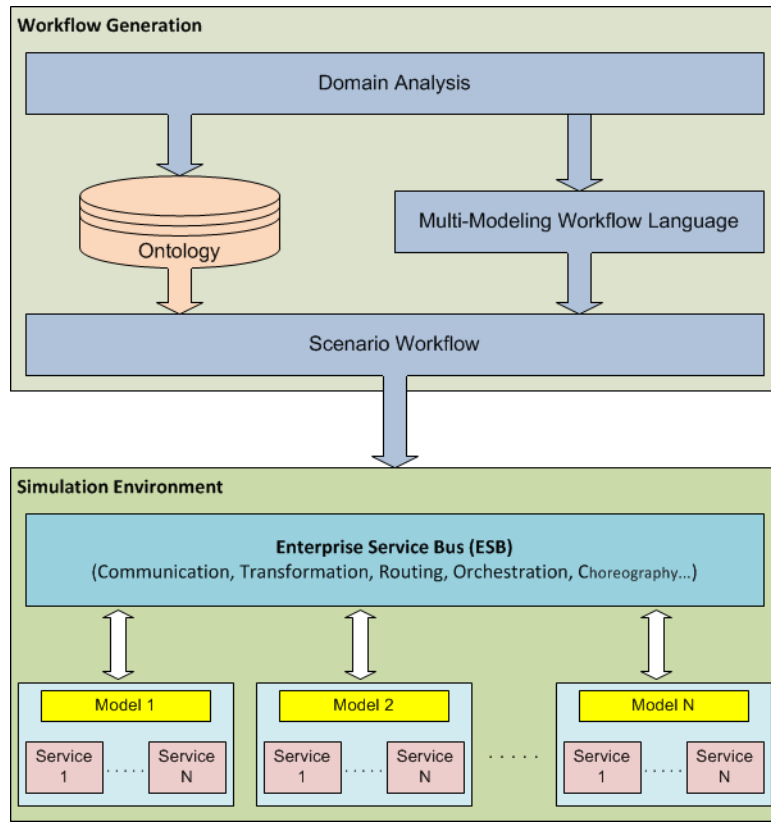 Workflow Generation
Domain Analysis
Ontology
Multi-Modeling Workflow Language
Scenario Workflow
Simulation Environment
Enterprise Service Bus (ESB)
(Communication, Transformation, Routing, Orchestration, Choreography...)
Model 1
Service
1
. . . . .
Service
N
Model 2
Service
1
. . . . .
Service
N
. . . . .
Model N
Service
1
. . . . .
Service
N